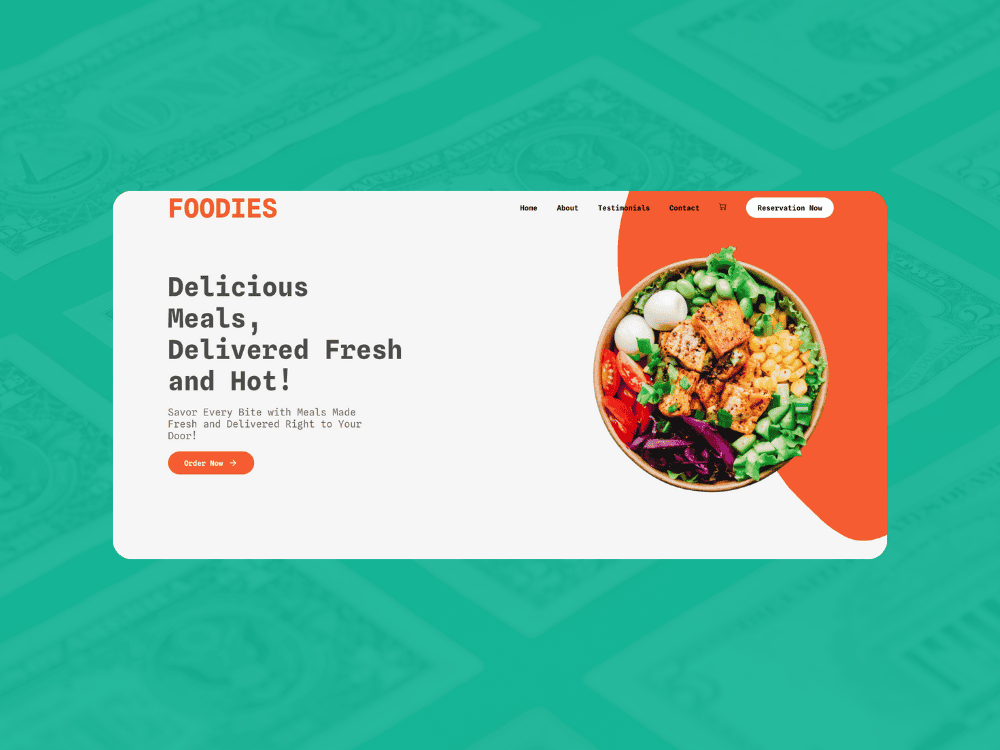 FOODIES
Home About Testimonials Contact Reservation Now
Delicious
Meals,
Delivered Fresh
and Hot!
Savor Every Bite with Meals Made
Fresh and Delivered Right to Your
Door!
Order Now →
ONE